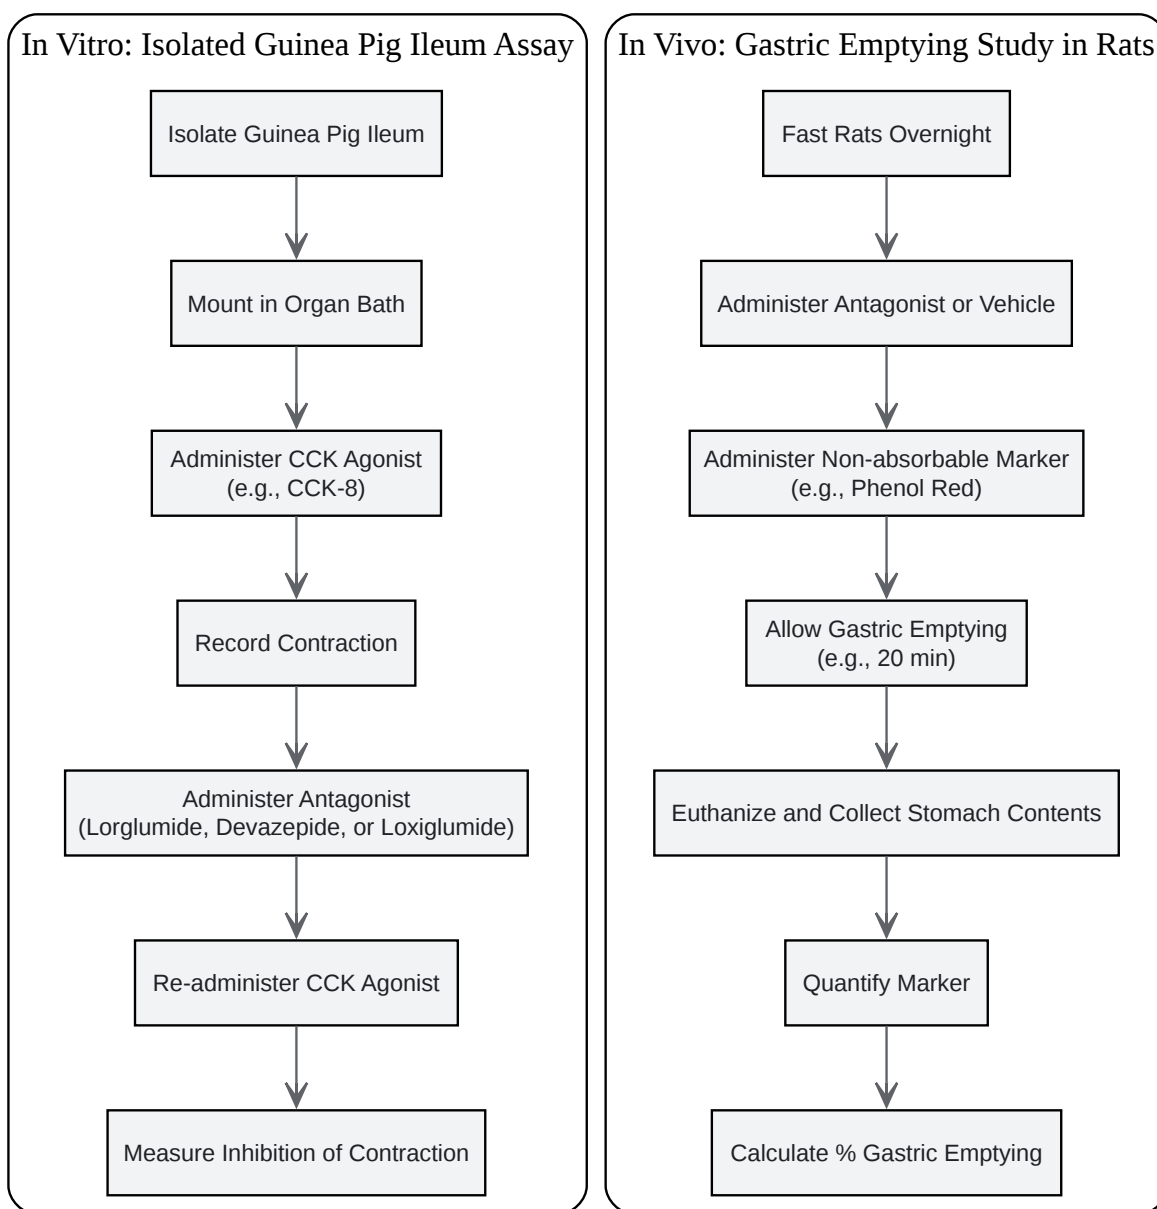 In Vitro: Isolated Guinea Pig Ileum Assay
Isolate Guinea Pig Ileum
Mount in Organ Bath
Administer CCK Agonist
(e.g., CCK-8)
Record Contraction
Administer Antagonist
(Lorglumide, Devazepide, or Loxiglumide)
Re-administer CCK Agonist
Measure Inhibition of Contraction
In Vivo: Gastric Emptying Study in Rats
Fast Rats Overnight
Administer Antagonist or Vehicle
Administer Non-absorbable Marker
(e.g., Phenol Red)
Allow Gastric Emptying
(e.g., 20 min)
Euthanize and Collect Stomach Contents
Quantify Marker
Calculate % Gastric Emptying